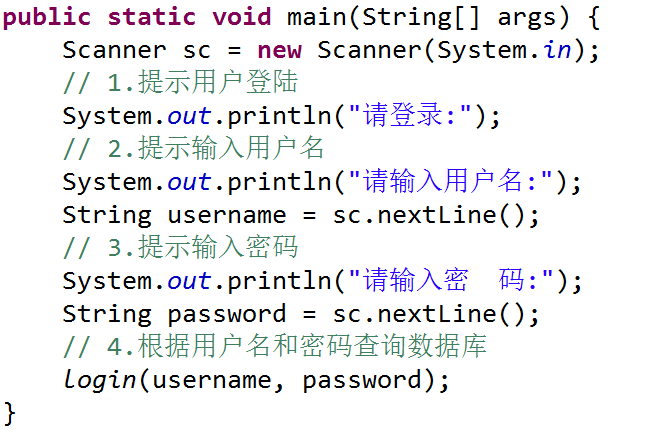 public static void main(String[] args) {
    Scanner sc = new Scanner(System.in);
    // 1.提示用户登陆
    System.out.println("请登录:");
    // 2.提示输入用户名
    System.out.println("请输入用户名:");
    String username = sc.nextLine();
    // 3.提示输入密码
    System.out.println("请输入密  码:");
    String password = sc.nextLine();
    // 4.根据用户名和密码查询数据库
    login(username, password);
}